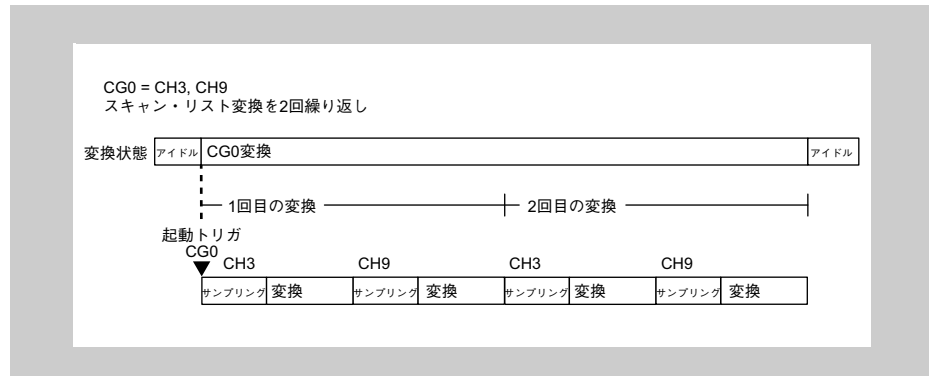 CG0 = CH3, CH9
スキャン・リスト変換を2回繰り返し
変換状態 アイドル CG0変換 アイドル
1回目の変換 2回目の変換
起動トリガ
CG0
CH3 CH9 CH3 CH9
サンプリング 変換 サンプリング 変換 サンプリング 変換 サンプリング 変換